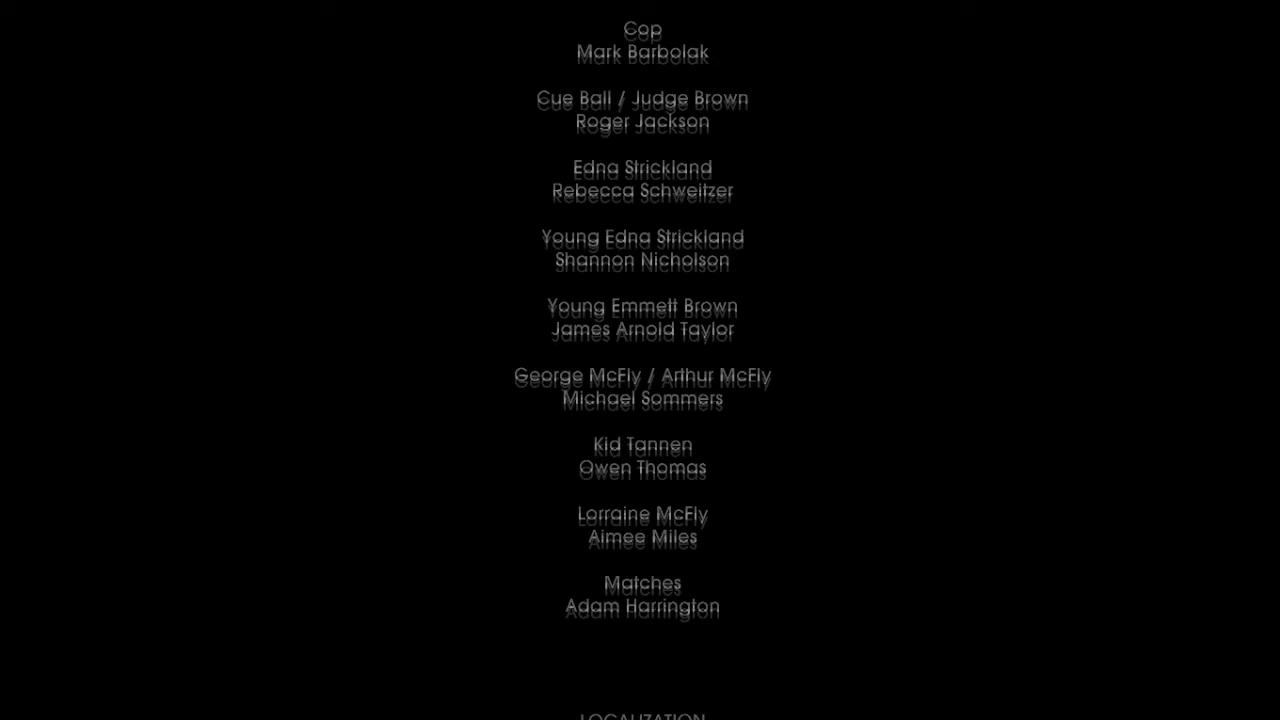 Cop
Mark Barbolak
Cue Ball / Judge Brown
Roger Jackson
Edna Strickland
Rebecca Schweitzer
Young Edna Strickland
Shannon Nicholson
Young Emmett Brown
James Arnold Taylor
George McFly / Arthur McFly
Michael Sommers
Kid Tannen
Owen Thomas
Lorraine McFly
Aimee Miles
Matches
Adam Harrington
LOCALIZATION